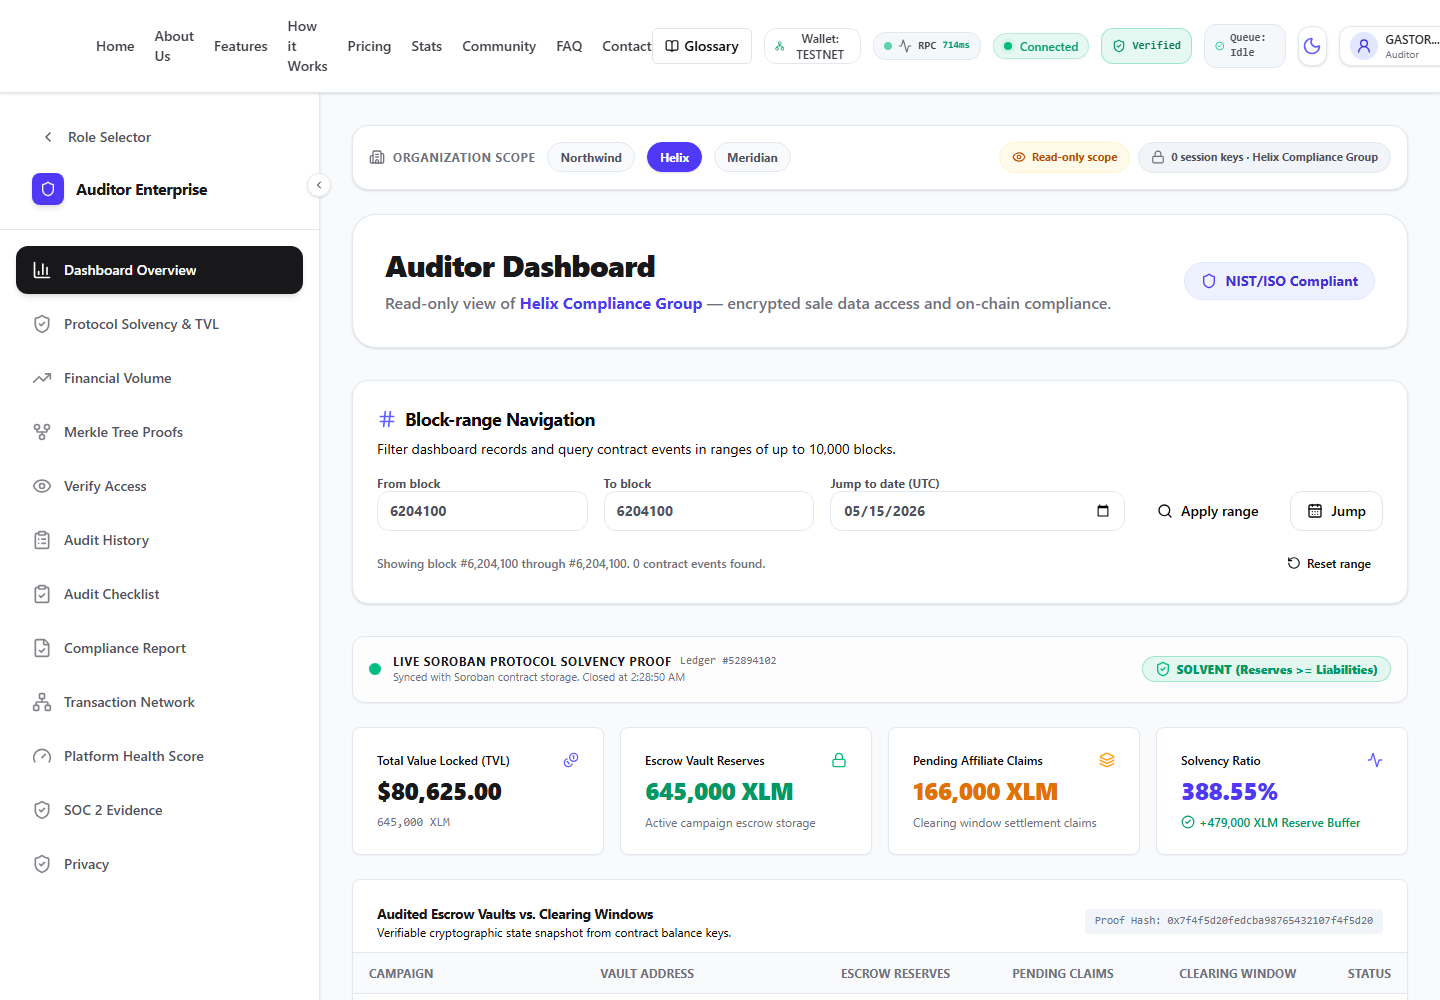 Home
About Us
Features
How it Works
Pricing
Stats
Community
FAQ
Contact
Glossary
Wallet: TESTNET
RPC 714ms
Connected
Verified
Queue: Idle
GASTOR...
Auditor
Role Selector
Auditor Enterprise
Dashboard Overview
Protocol Solvency & TVL
Financial Volume
Merkle Tree Proofs
Verify Access
Audit History
Audit Checklist
Compliance Report
Transaction Network
Platform Health Score
SOC 2 Evidence
Privacy
ORGANIZATION SCOPE Northwind Helix Meridian
Read-only scope
0 session keys · Helix Compliance Group
Auditor Dashboard
Read-only view of Helix Compliance Group — encrypted sale data access and on-chain compliance.
NIST/ISO Compliant
Block-range Navigation
Filter dashboard records and query contract events in ranges of up to 10,000 blocks.
From block To block Jump to date (UTC)
6204100 6204100 05/15/2026 Apply range Jump
Showing block #6,204,100 through #6,204,100. 0 contract events found.
Reset range
LIVE SOROBAN PROTOCOL SOLVENCY PROOF Ledger #52894102
Synced with Soroban contract storage. Closed at 2:28:50 AM
SOLVENT (Reserves >= Liabilities)
Total Value Locked (TVL)
$80,625.00
645,000 XLM
Escrow Vault Reserves
645,000 XLM
Active campaign escrow storage
Pending Affiliate Claims
166,000 XLM
Clearing window settlement claims
Solvency Ratio
388.55%
+479,000 XLM Reserve Buffer
Audited Escrow Vaults vs. Clearing Windows
Verifiable cryptographic state snapshot from contract balance keys.
Proof Hash: 0x7f4f5d20fedcba98765432107f4f5d20
CAMPAIGN VAULT ADDRESS ESCROW RESERVES PENDING CLAIMS CLEARING WINDOW STATUS